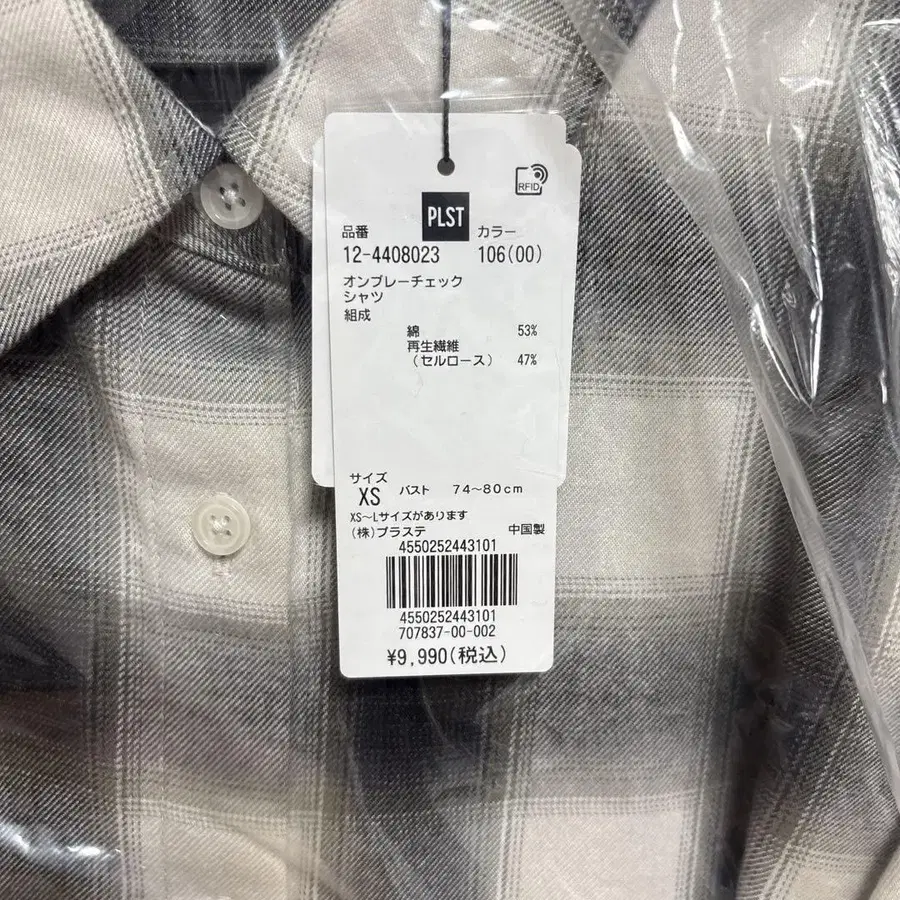 RFID
PLST
品番 カラー
12-4408023 106(00)
オンブレーチェック
シャツ
組成
綿 53%
再生繊維
(セルロース) 47%
サイズ
XS バスト 74~80cm
XS~Lサイズがあります
(株)プラステ 中国製
4550252443101
4550252443101
707837-00-002
¥9,990(税込)